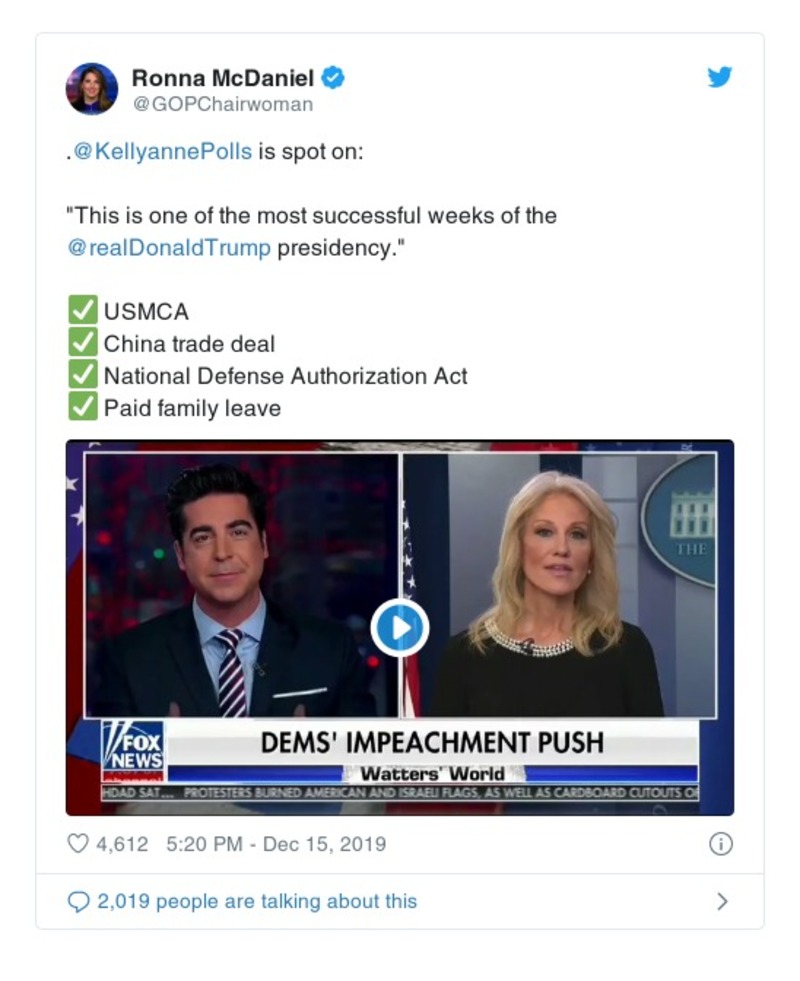 Ronna McDaniel
@GOPChairwoman
.@KellyannePolls is spot on:
"This is one of the most successful weeks of the
@realDonaldTrump presidency."
✅ USMCA
✅ China trade deal
✅ National Defense Authorization Act
✅ Paid family leave
THE
FOX
NEWS
channel
DEMS' IMPEACHMENT PUSH
Watters' World
HDAD SAT... PROTESTERS BURNED AMERICAN AND ISRAELI FLAGS, AS WELL AS CARDBOARD CUTOUTS OF
4,612 5:20 PM - Dec 15, 2019
2,019 people are talking about this